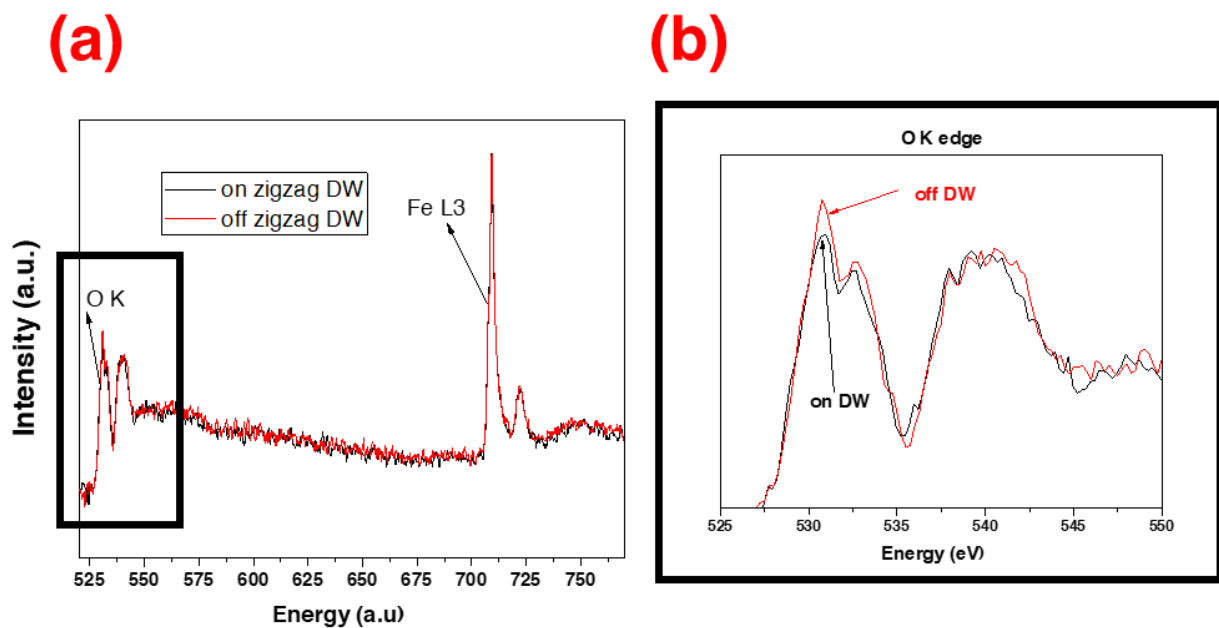 (a)
on zigzag DW
off zigzag DW
Fe L3
O K
Intensity (a.u.)
525 550 575 600 625 650 675 700 725 750
Energy (a.u)
(b)
O K edge
off DW
on DW
525 530 535 540 545 550
Energy (eV)